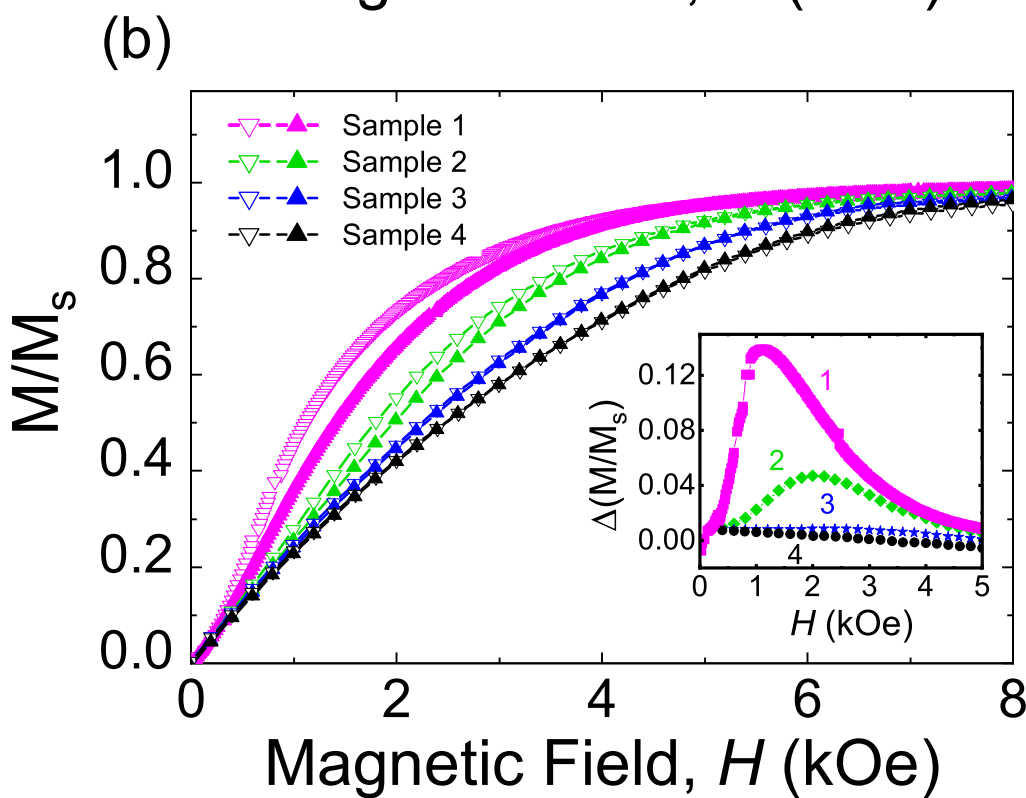 (b)
M/Mₛ
1.0
0.8
0.6
0.4
0.2
0.0
Sample 1
Sample 2
Sample 3
Sample 4
Δ(M/Mₛ)
0.12
0.08
0.04
0.00
1
2
3
4
0 1 2 3 4 5
H (kOe)
0 2 4 6 8
Magnetic Field, H (kOe)